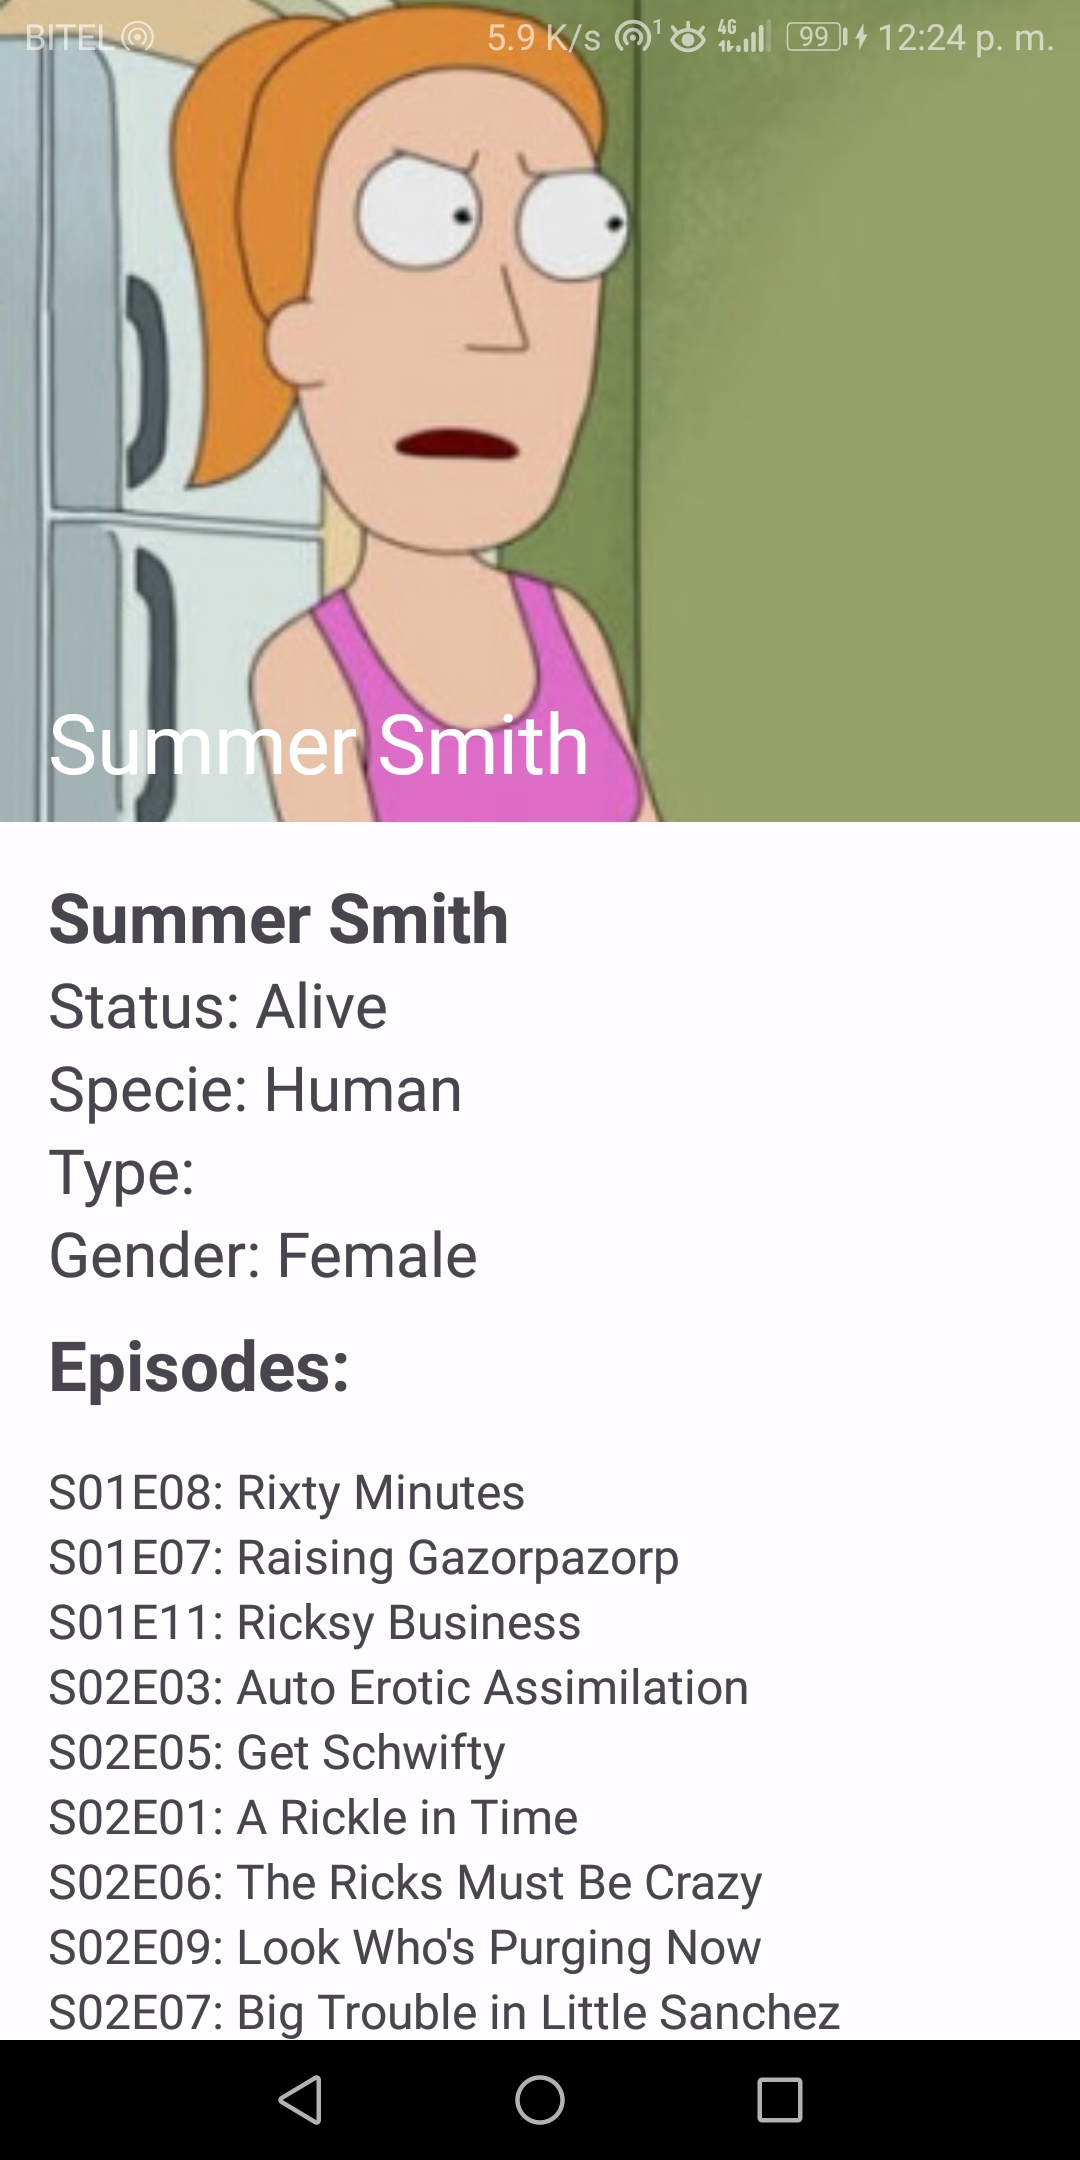 BITEL 5.9 K/s 1 4G 99 12:24 p. m.
Summer Smith
Summer Smith
Status: Alive
Specie: Human
Type:
Gender: Female
Episodes:
S01E08: Rixty Minutes
S01E07: Raising Gazorpazorp
S01E11: Ricksy Business
S02E03: Auto Erotic Assimilation
S02E05: Get Schwifty
S02E01: A Rickle in Time
S02E06: The Ricks Must Be Crazy
S02E09: Look Who's Purging Now
S02E07: Big Trouble in Little Sanchez